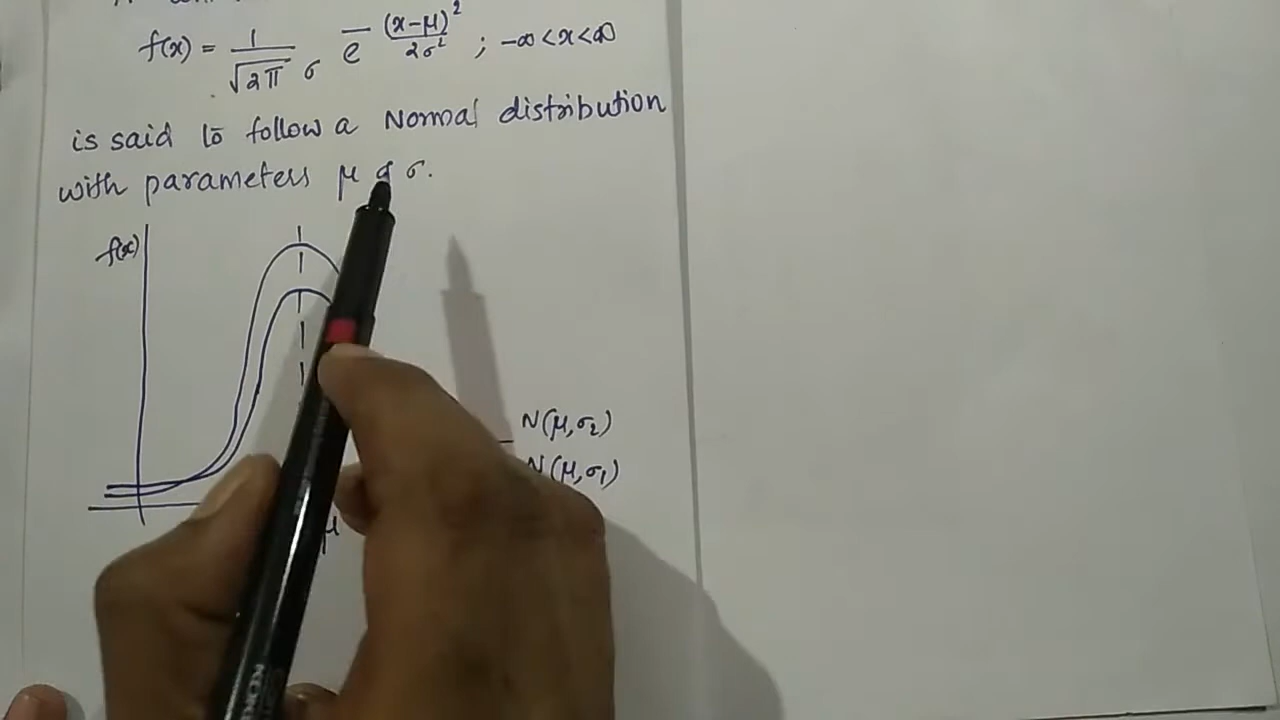 f(x) = 1/√2π σ e^-(x-μ)²/2σ² ; -∞<x<∞
is said to follow a Normal distribution
with parameters μ & σ.
f(x)
N(μ,σ₂)
N(μ,σ₁)
μ